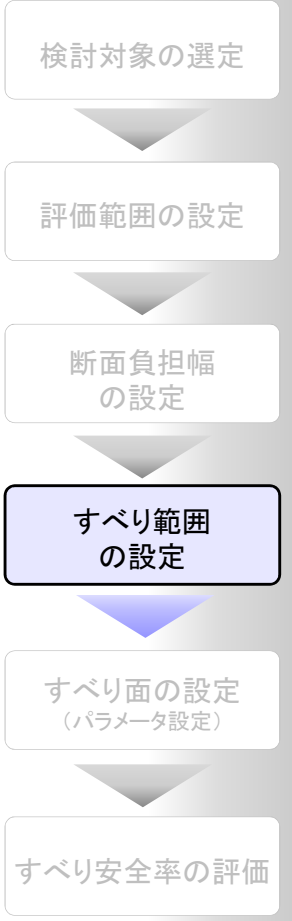 検討対象の選定
評価範囲の設定
断面負担幅
の設定
すべり範囲
の設定
すべり面の設定
（パラメータ設定）
すべり安全率の評価